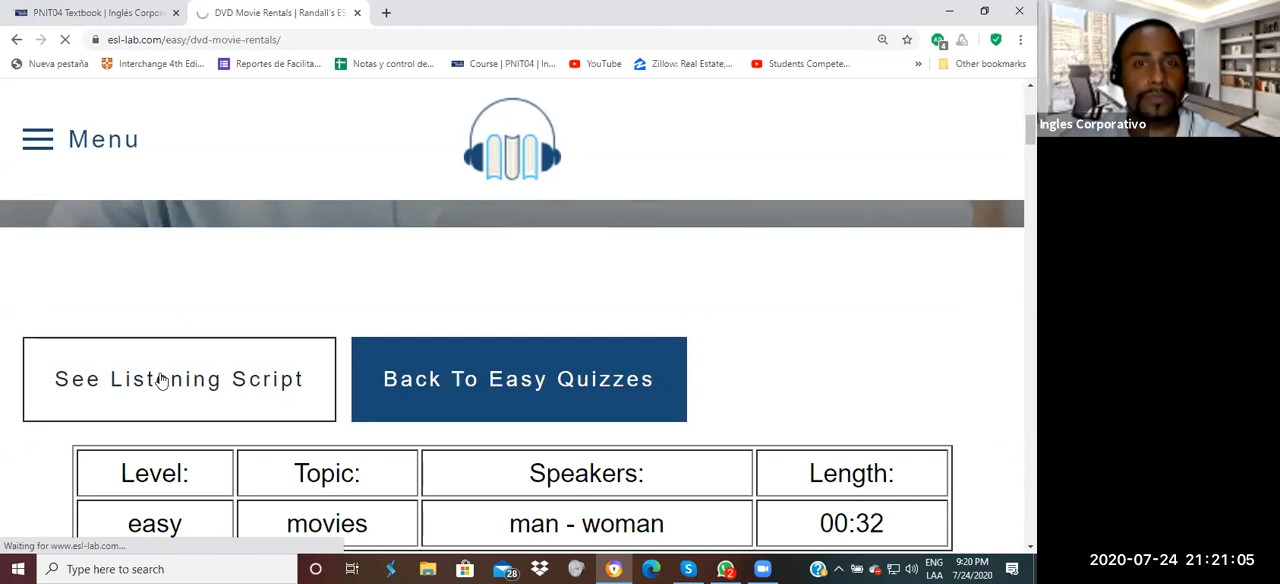 PNIT04 Textbook | Inglés Corpor
DVD Movie Rentals | Randall's ES
esl-lab.com/easy/dvd-movie-rentals/
4
Nueva pestaña
Interchange 4th Edi...
Reportes de Facilita...
Notas y control de...
Course | PNIT04 | In...
YouTube
Zillow: Real Estate,...
Students Compete...
»
Other bookmarks
Ingles Corporativo
Menu
See Listening Script
Back To Easy Quizzes
Level: Topic: Speakers: Length:
easy movies man - woman 00:32
Waiting for www.esl-lab.com...
Type here to search
28
2
ENG
LAA
9:20 PM
7/24/2020
2020-07-24 21:21:05